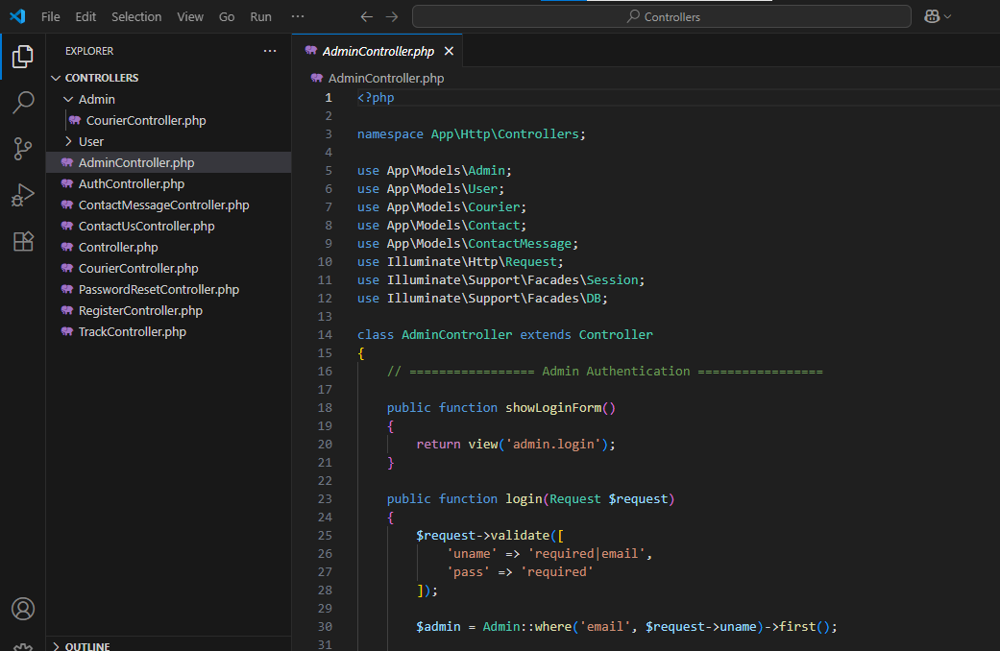 File Edit Selection View Go Run ···
Controllers
EXPLORER
CONTROLLERS
Admin
CourierController.php
User
AdminController.php
AuthController.php
ContactMessageController.php
ContactUsController.php
Controller.php
CourierController.php
PasswordResetController.php
RegisterController.php
TrackController.php
OUTLINE
AdminController.php
AdminController.php
1 <?php
2
3 namespace App\Http\Controllers;
4
5 use App\Models\Admin;
6 use App\Models\User;
7 use App\Models\Courier;
8 use App\Models\Contact;
9 use App\Models\ContactMessage;
10 use Illuminate\Http\Request;
11 use Illuminate\Support\Facades\Session;
12 use Illuminate\Support\Facades\DB;
13
14 class AdminController extends Controller
15 {
16 // ================= Admin Authentication =================
17
18 public function showLoginForm()
19 {
20 return view('admin.login');
21 }
22
23 public function login(Request $request)
24 {
25 $request->validate([
26 'uname' => 'required|email',
27 'pass' => 'required'
28 ]);
29
30 $admin = Admin::where('email', $request->uname)->first();
31